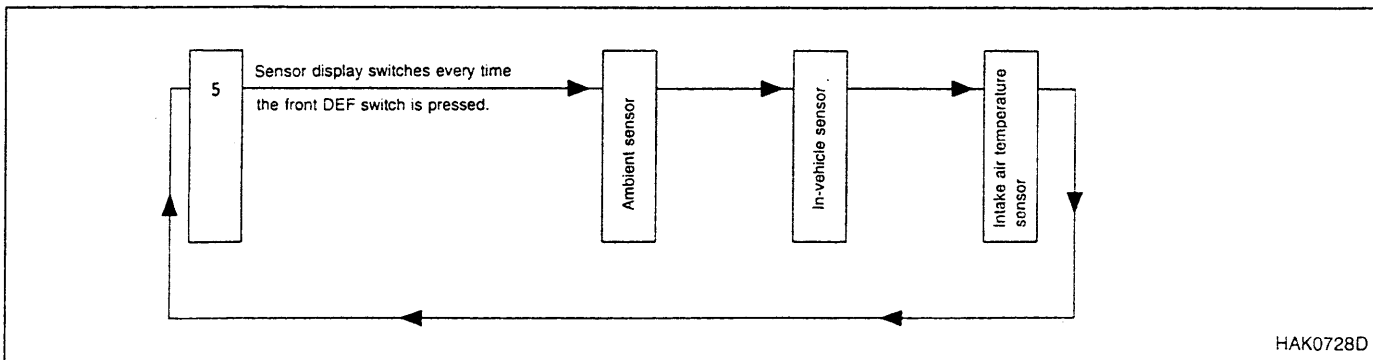 5
Sensor display switches every time
the front DEF switch is pressed.
Ambient sensor
In-vehicle sensor
Intake air temperature
sensor
HAK0728D